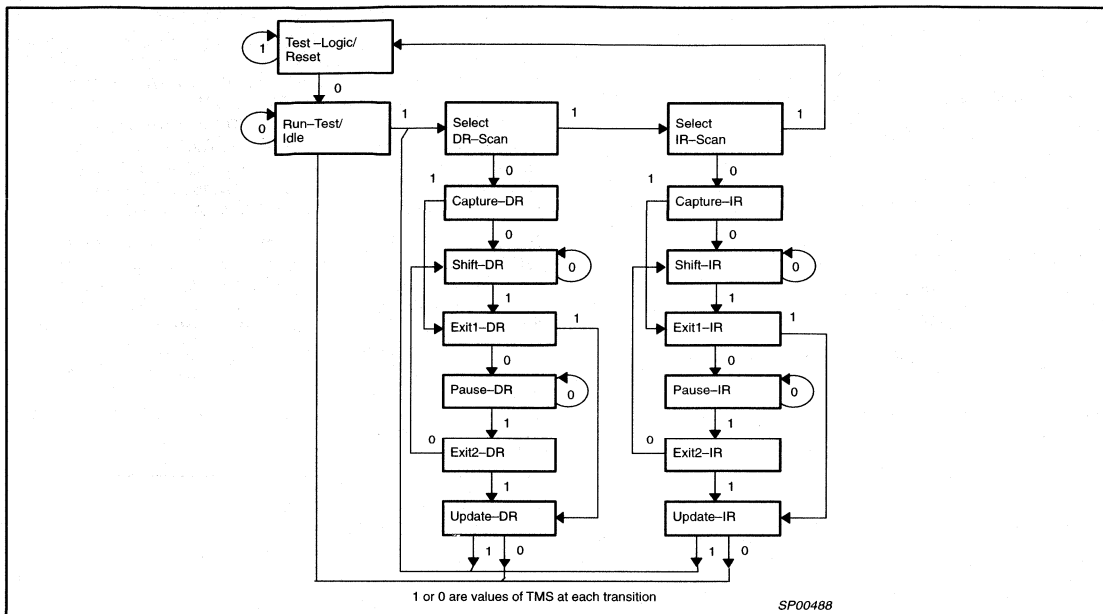 Test–Logic/
Reset
1
0
Run–Test/
Idle
0
1
Select
DR–Scan
1
Select
IR–Scan
1
0
0
1
Capture–DR
1
Capture–IR
0
0
Shift–DR
0
Shift–IR
0
1
1
Exit1–DR
1
Exit1–IR
1
0
0
Pause–DR
0
Pause–IR
0
1
1
0
Exit2–DR
0
Exit2–IR
1
1
Update–DR
Update–IR
1
0
1
0
1 or 0 are values of TMS at each transition
SP00488